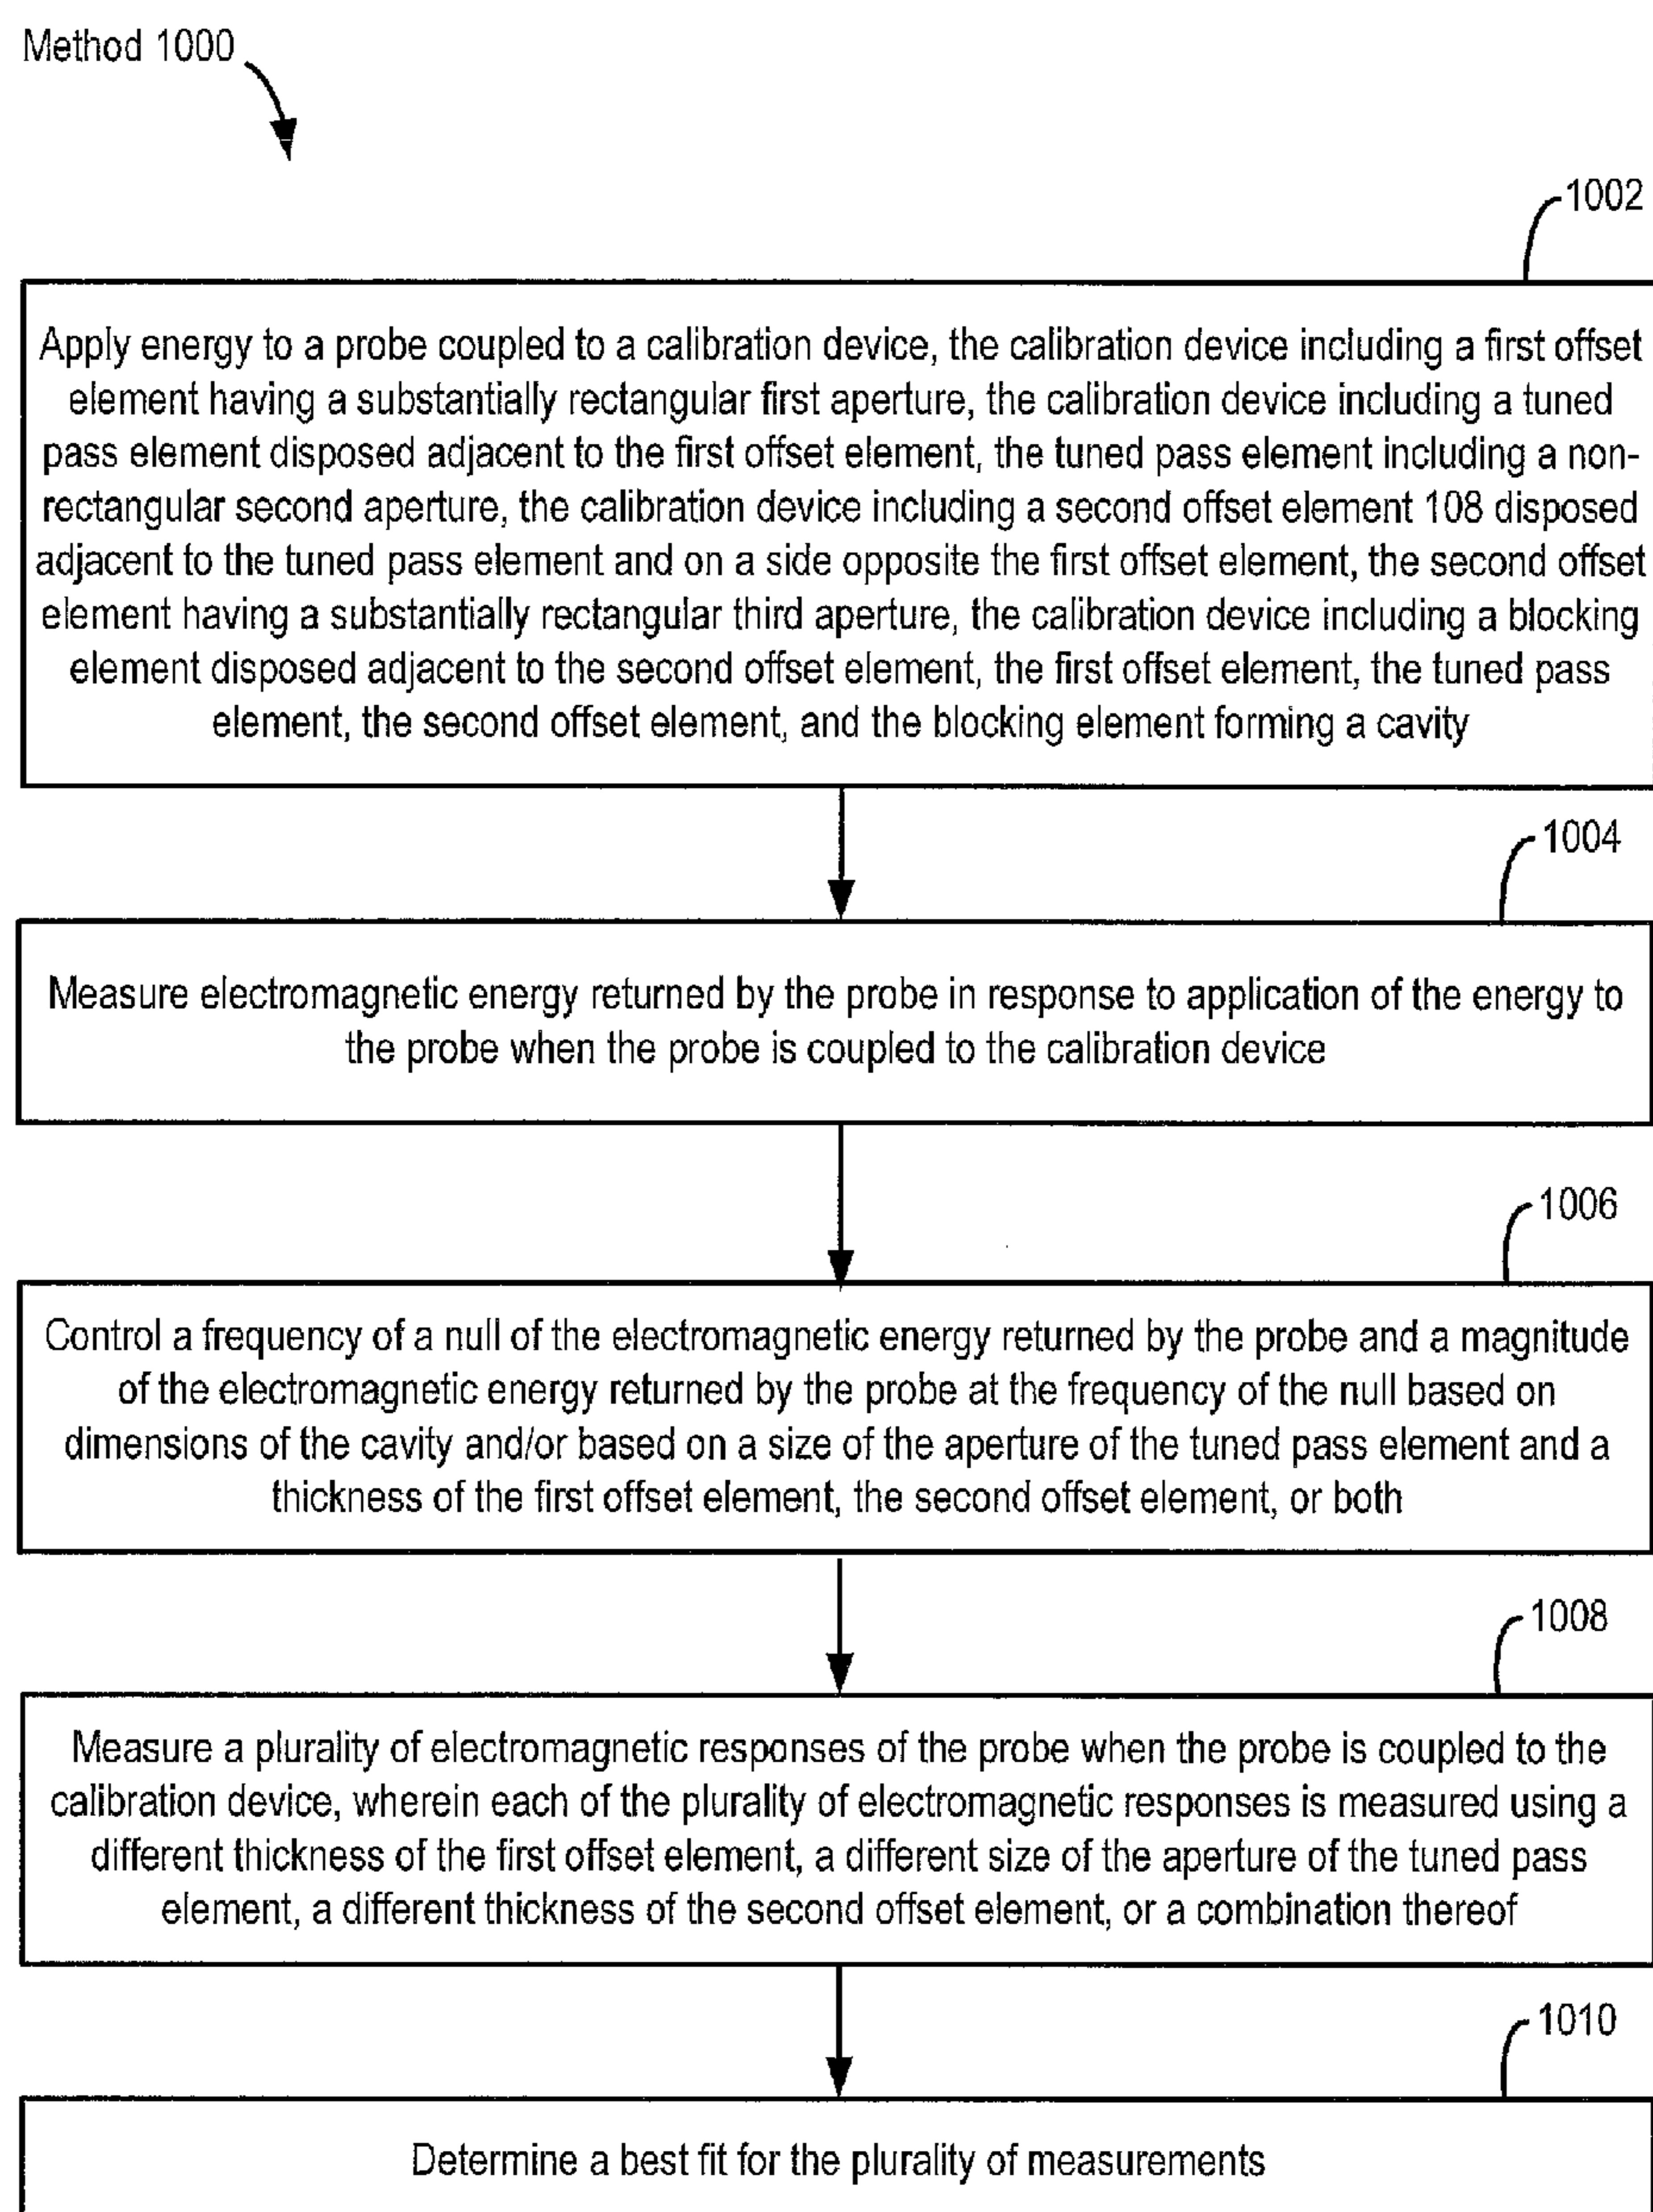 Method 1000
1002
Apply energy to a probe coupled to a calibration device, the calibration device including a first offset
element having a substantially rectangular first aperture, the calibration device including a tuned
pass element disposed adjacent to the first offset element, the tuned pass element including a non-
rectangular second aperture, the calibration device including a second offset element 108 disposed
adjacent to the tuned pass element and on a side opposite the first offset element, the second offset
element having a substantially rectangular third aperture, the calibration device including a blocking
element disposed adjacent to the second offset element, the first offset element, the tuned pass
element, the second offset element, and the blocking element forming a cavity
1004
Measure electromagnetic energy returned by the probe in response to application of the energy to
the probe when the probe is coupled to the calibration device
1006
Control a frequency of a null of the electromagnetic energy returned by the probe and a magnitude
of the electromagnetic energy returned by the probe at the frequency of the null based on
dimensions of the cavity and/or based on a size of the aperture of the tuned pass element and a
thickness of the first offset element, the second offset element, or both
1008
Measure a plurality of electromagnetic responses of the probe when the probe is coupled to the
calibration device, wherein each of the plurality of electromagnetic responses is measured using a
different thickness of the first offset element, a different size of the aperture of the tuned pass
element, a different thickness of the second offset element, or a combination thereof
1010
Determine a best fit for the plurality of measurements